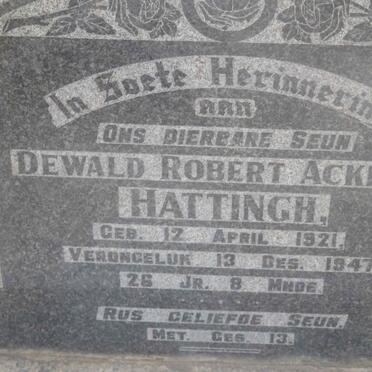 In Soete Herinnering
aan
Ons dierbare Seun
Dewald Robert
Hattingh,
Geb. 12 April 1921.
Verongeluk 13 Des. 1947
26 Jr. 8 Mnde.
Rus geliefde Seun.
Met. Ges. 13.